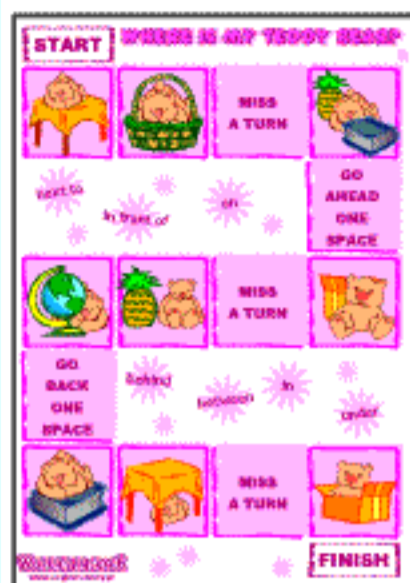 START
WHERE IS MY TEDDY BEAR?
MISS
A TURN
GO
AHEAD
ONE
SPACE
next to
in front of
on
MISS
A TURN
GO
BACK
ONE
SPACE
Behind
between
in
under
MISS
A TURN
FINISH